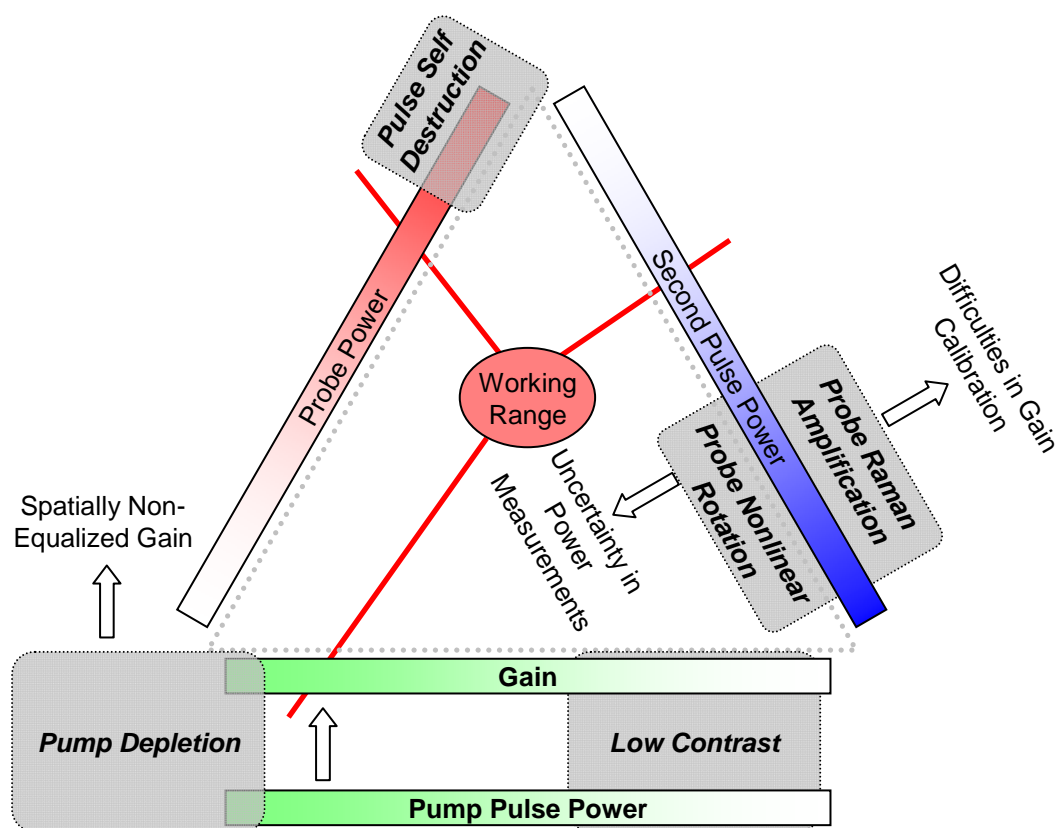 Pulse Self
Destruction
Probe Power
Second Pulse Power
Working
Range
Difficulties in Gain
Calibration
Probe Raman
Amplification
Probe Nonlinear
Rotation
Uncertainty in
Power
Measurements
Spatially Non-
Equalized Gain
Gain
Pump Depletion
Low Contrast
Pump Pulse Power